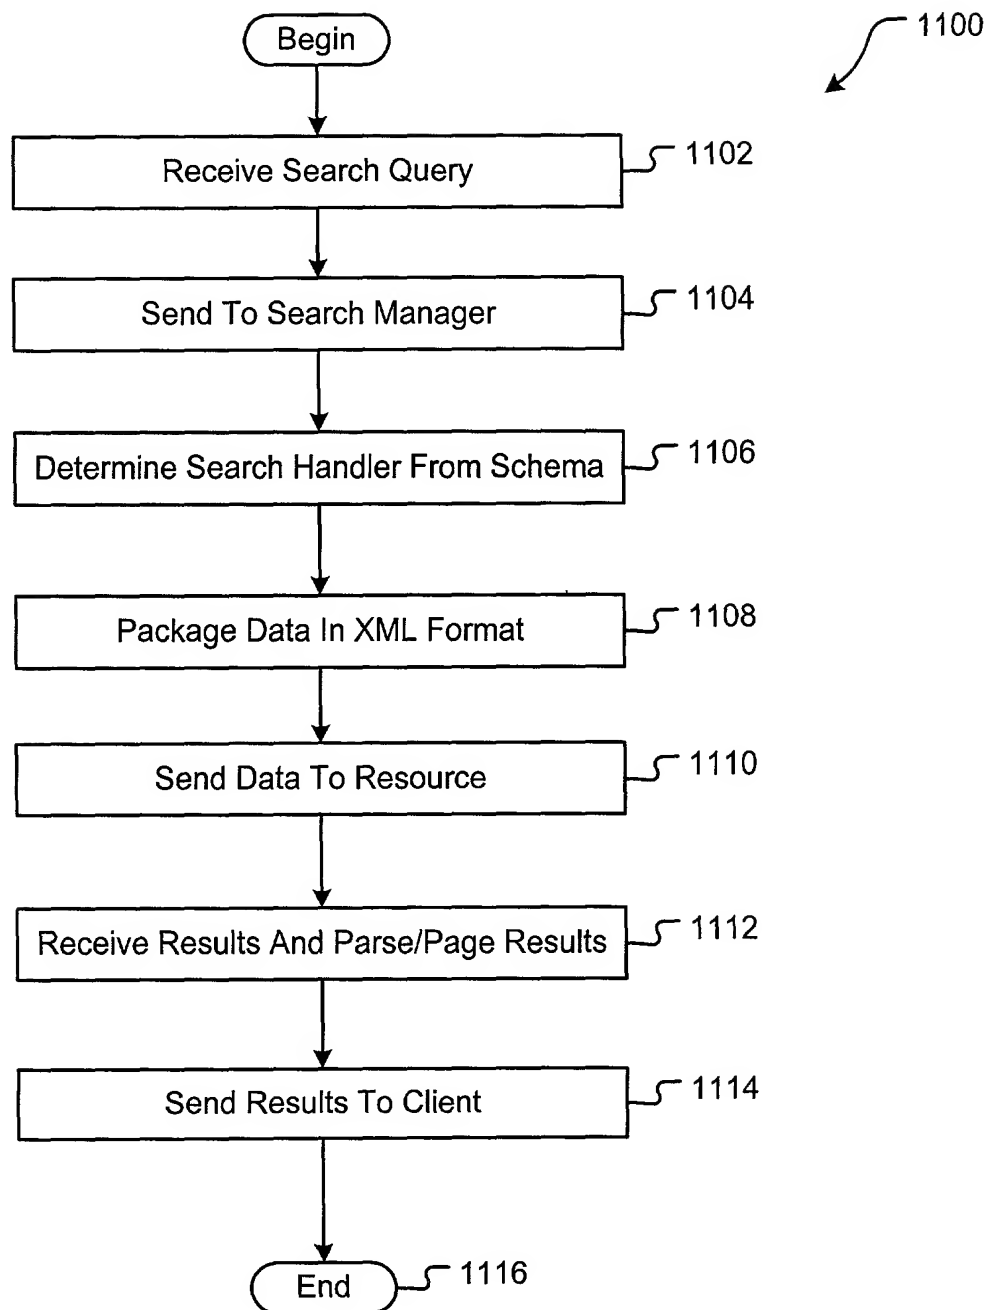 Begin
1100
Receive Search Query
1102
Send To Search Manager
1104
Determine Search Handler From Schema
1106
Package Data In XML Format
1108
Send Data To Resource
1110
Receive Results And Parse/Page Results
1112
Send Results To Client
1114
End
1116